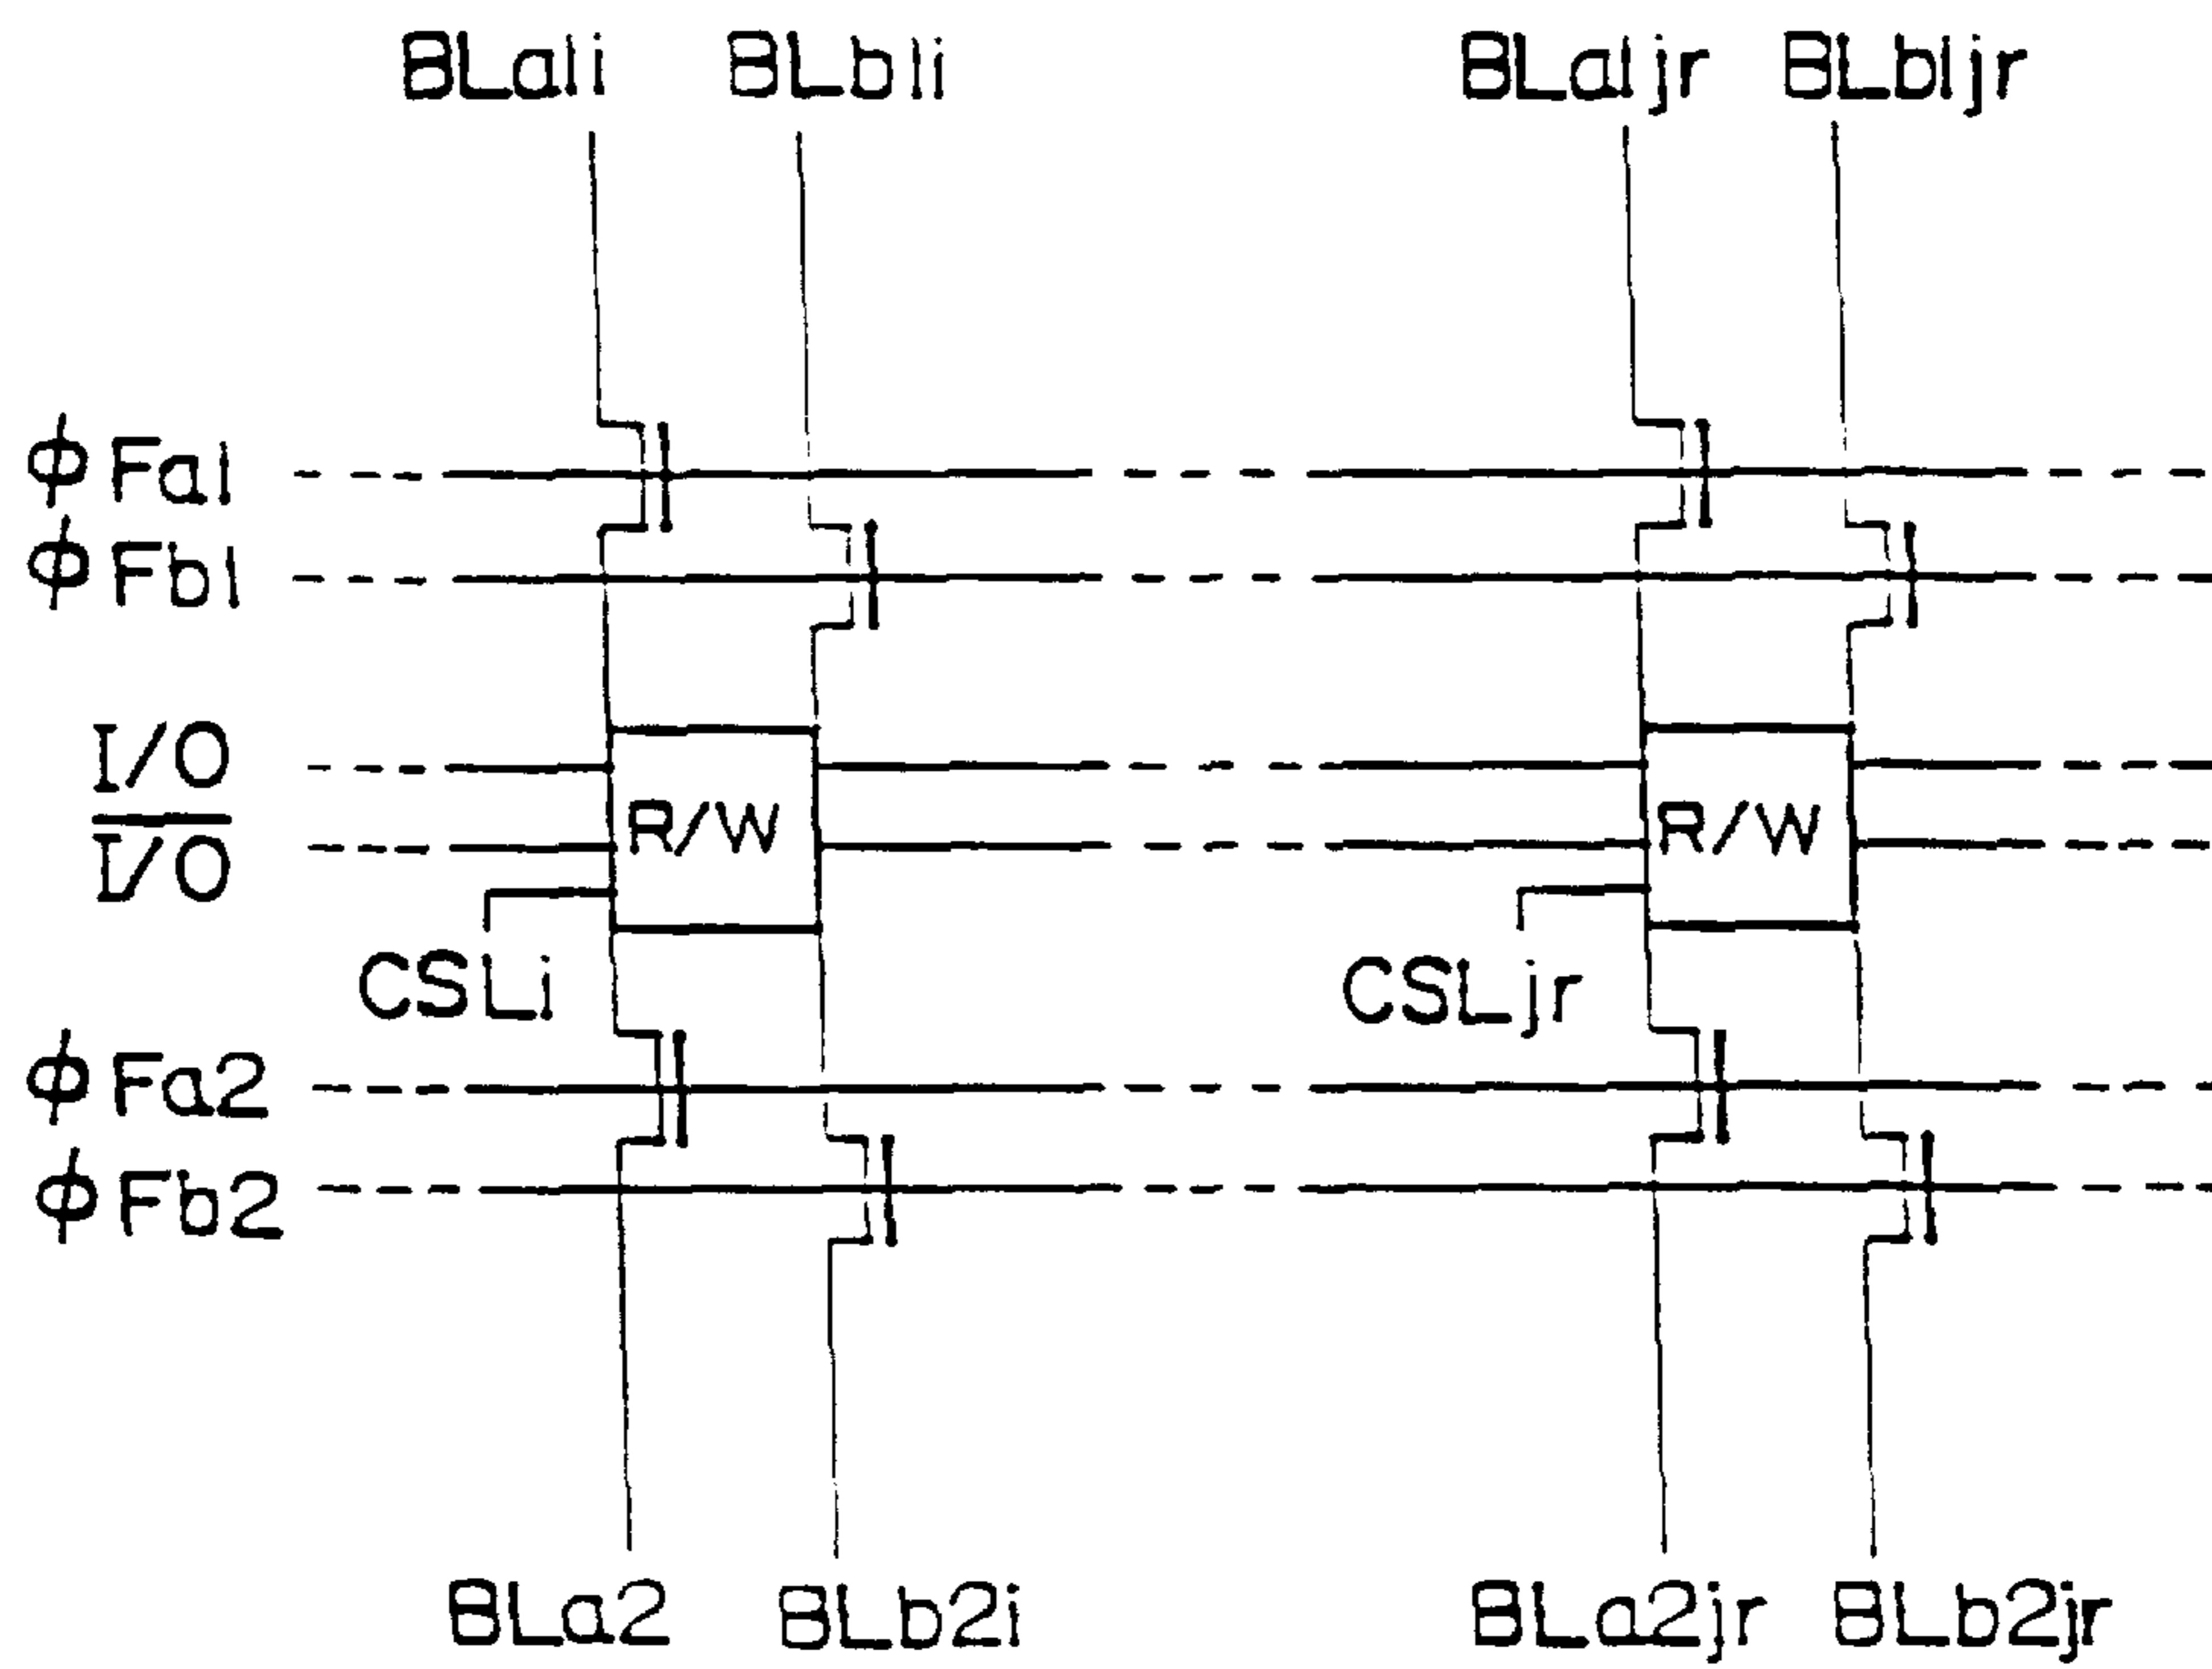 BLa1i BLb1i BLa1jr BLb1jr
ϕFa1
ϕFb1
I/O
I̅/̅O̅
R/W R/W
CSLi CSLjr
ϕFa2
ϕFb2
BLa2 BLb2i BLa2jr BLb2jr